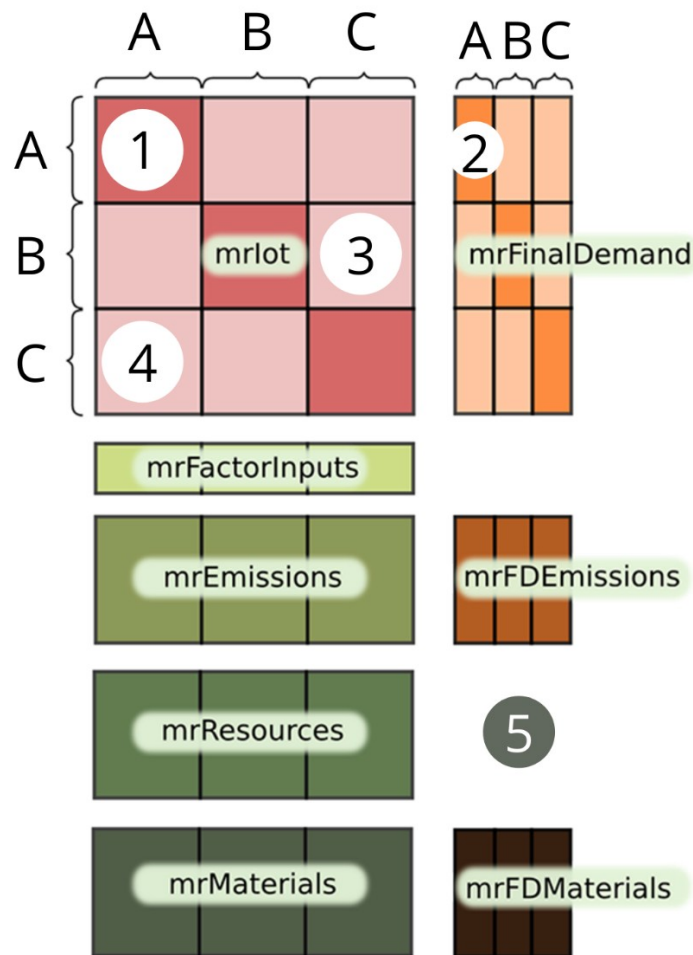 A B C A B C
A 1 2
B mrIot 3 mrFinalDemand
C 4
mrFactorInputs
mrEmissions mrFDEmissions
mrResources 5
mrMaterials mrFDMaterials